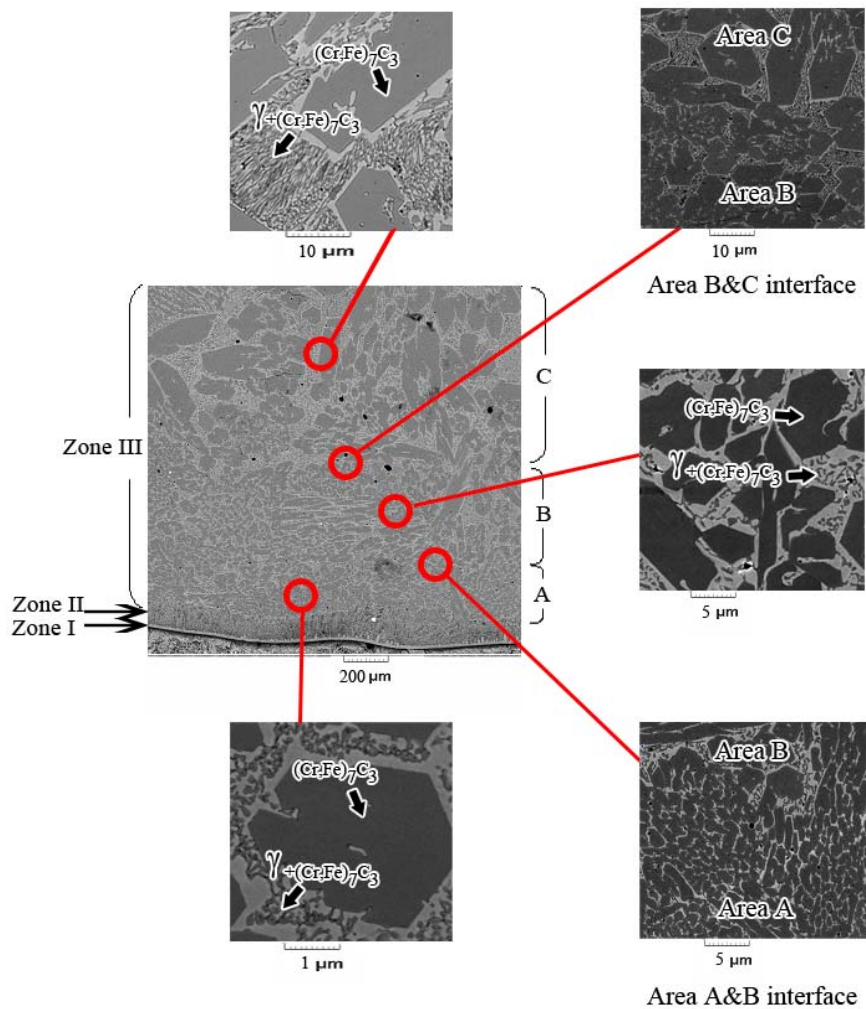 (Cr,Fe)7C3
γ+(Cr,Fe)7C3
10 μm
Area C
Area B
10 μm
Area B&C interface
Zone III
Zone II
Zone I
C
B
A
200 μm
(Cr,Fe)7C3
γ+(Cr,Fe)7C3
5 μm
(Cr,Fe)7C3
γ+(Cr,Fe)7C3
1 μm
Area B
Area A
5 μm
Area A&B interface